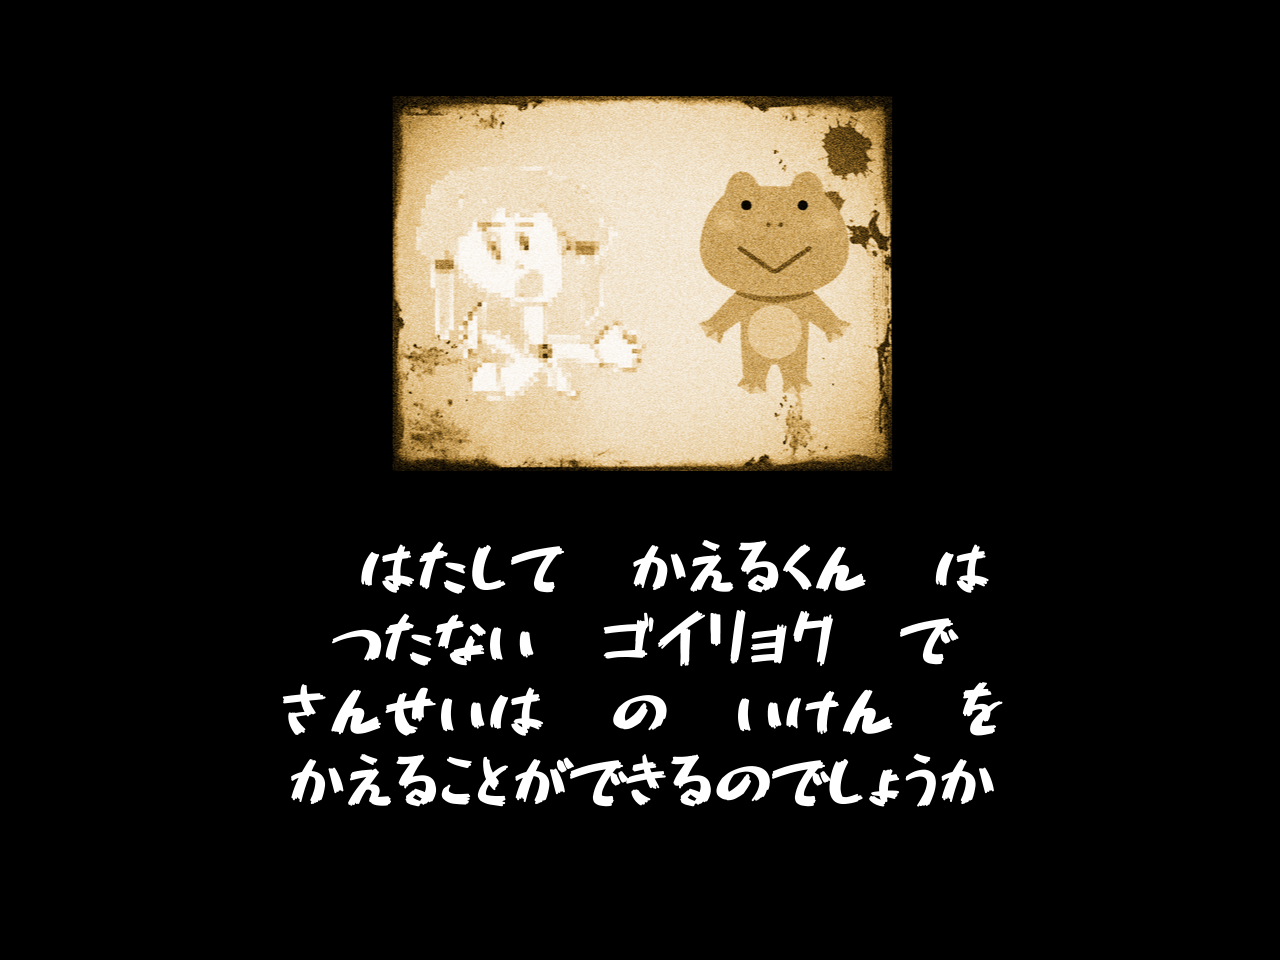 はたして　かえるくん　は
つたない　ゴイリョク　で
さんせいは　の　いけん　を
かえることができるのでしょうか